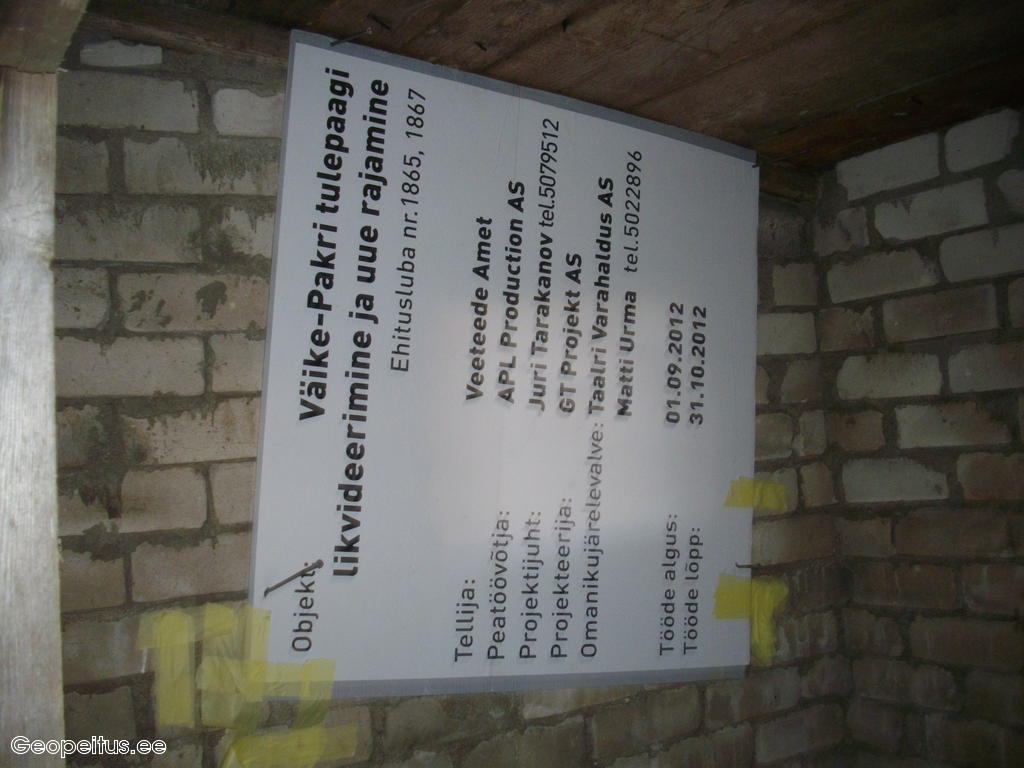 Objekt: Väike-Pakri tulepaagi
likvideerimine ja uue rajamine
Ehitusluba nr.1865, 1867
Tellija: Veeteede Amet
Peatöövõtja: APL Production AS
Projektijuht: Juri Tarakanov tel.5079512
Projekteerija: GT Projekt AS
Omanikujärelevalve: Taalri Varahaldus AS
Matti Urma tel.5022896
Tööde algus: 01.09.2012
Tööde lõpp: 31.10.2012
Geopeitus.ee